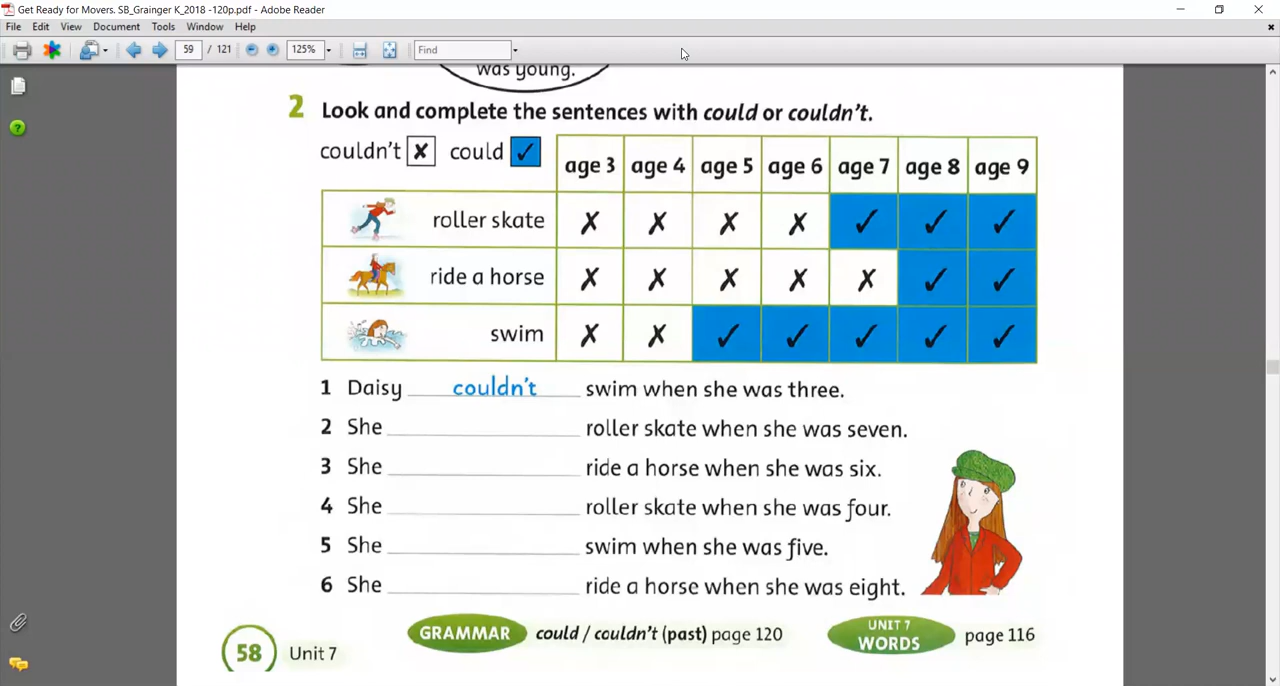 Get Ready for Movers. SB_Grainger K_2018 -120p.pdf - Adobe Reader
File Edit View Document Tools Window Help
59 / 121 125% Find
was young.
2 Look and complete the sentences with could or couldn't.
couldn't ✗ could ✓ age 3 age 4 age 5 age 6 age 7 age 8 age 9
roller skate ✗ ✗ ✗ ✗ ✓ ✓ ✓
ride a horse ✗ ✗ ✗ ✗ ✗ ✓ ✓
swim ✗ ✗ ✓ ✓ ✓ ✓ ✓
1 Daisy couldn't swim when she was three.
2 She ____________ roller skate when she was seven.
3 She ____________ ride a horse when she was six.
4 She ____________ roller skate when she was four.
5 She ____________ swim when she was five.
6 She ____________ ride a horse when she was eight.
GRAMMAR could / couldn't (past) page 120
UNIT 7
WORDS page 116
58 Unit 7